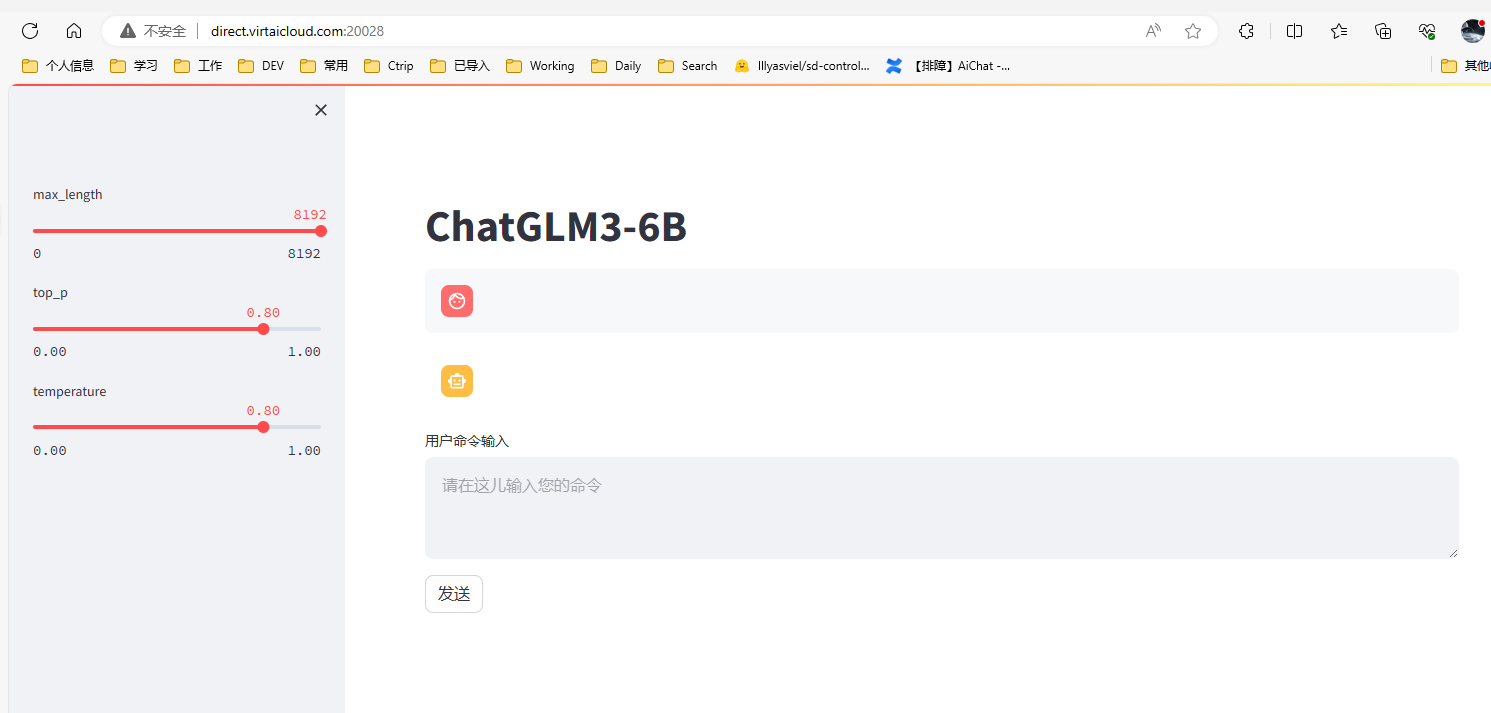 不安全 direct.virtaicloud.com:20028
个人信息 学习 工作 DEV 常用 Ctrip 已导入 Working Daily Search lllyasviel/sd-control... 【排障】AiChat -...
max_length
8192
0 8192
top_p
0.80
0.00 1.00
temperature
0.80
0.00 1.00
ChatGLM3-6B
用户命令输入
请在这儿输入您的命令
发送